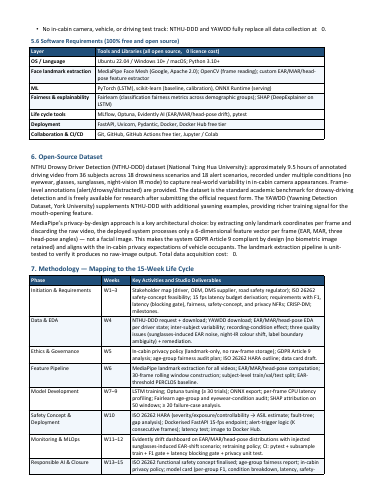 • No in-cabin camera, vehicle, or driving test track: NTHU-DDD and YAWDD fully replace all data collection at 0.
5.6 Software Requirements (100% free and open source)
Layer Tools and Libraries (all open source, 0 licence cost)
OS / Language Ubuntu 22.04 / Windows 10+ / macOS; Python 3.10+
Face landmark extraction MediaPipe Face Mesh (Google, Apache 2.0); OpenCV (frame reading); custom EAR/MAR/head-
pose feature extractor
ML PyTorch (LSTM), scikit-learn (baseline, calibration), ONNX Runtime (serving)
Fairness & explainability Fairlearn (classification fairness metrics across demographic groups); SHAP (DeepExplainer on
LSTM)
Life cycle tools MLflow, Optuna, Evidently AI (EAR/MAR/head-pose drift), pytest
Deployment FastAPI, Uvicorn, Pydantic, Docker, Docker Hub free tier
Collaboration & CI/CD Git, GitHub, GitHub Actions free tier, Jupyter / Colab
6. Open-Source Dataset
NTHU Drowsy Driver Detection (NTHU-DDD) dataset (National Tsing Hua University): approximately 9.5 hours of annotated
driving video from 36 subjects across 18 drowsiness scenarios and 18 alert scenarios, recorded under multiple conditions (no
eyewear, glasses, sunglasses, night-vision IR mode) to capture real-world variability in in-cabin camera appearances. Frame-
level annotations (alert/drowsy/distracted) are provided. The dataset is the standard academic benchmark for drowsy-driving
detection and is freely available for research after submitting the official request form. The YAWDD (Yawning Detection
Dataset, York University) supplements NTHU-DDD with additional yawning examples, providing richer training signal for the
mouth-opening feature.
MediaPipe's privacy-by-design approach is a key architectural choice: by extracting only landmark coordinates per frame and
discarding the raw video, the deployed system processes only a 6-dimensional feature vector per frame (EAR, MAR, three
head-pose angles) — not a facial image. This makes the system GDPR Article 9 compliant by design (no biometric image
retained) and aligns with the in-cabin privacy expectations of vehicle occupants. The landmark extraction pipeline is unit-
tested to verify it produces no raw-image output. Total data acquisition cost: 0.
7. Methodology — Mapping to the 15-Week Life Cycle
Phase Weeks Key Activities and Studio Deliverables
Initiation & Requirements W1–3 Stakeholder map (driver, OEM, DMS supplier, road safety regulator); ISO 26262
safety-concept feasibility; 15 fps latency budget derivation; requirements with F1,
latency (blocking gate), fairness, safety-concept, and privacy NFRs; CRISP-DM;
milestones.
Data & EDA W4 NTHU-DDD request + download; YAWDD download; EAR/MAR/head-pose EDA
per driver state; inter-subject variability; recording-condition effect; three quality
issues (sunglasses-induced EAR noise, night-IR colour shift, label boundary
ambiguity) + remediation.
Ethics & Governance W5 In-cabin privacy policy (landmark-only, no raw-frame storage); GDPR Article 9
analysis; age-group fairness audit plan; ISO 26262 HARA outline; data card draft.
Feature Pipeline W6 MediaPipe landmark extraction for all videos; EAR/MAR/head-pose computation;
30-frame rolling window construction; subject-level train/val/test split; EAR-
threshold PERCLOS baseline.
Model Development W7–9 LSTM training; Optuna tuning (≥ 30 trials); ONNX export; per-frame CPU latency
profiling; Fairlearn age-group and eyewear-condition audit; SHAP attribution on
50 windows; ≥ 20 failure-case analysis.
Safety Concept &
Deployment W10 ISO 26262 HARA (severity/exposure/controllability → ASIL estimate; fault-tree;
gap analysis); Dockerised FastAPI 15-fps endpoint; alert-trigger logic (K
consecutive frames); latency test; image to Docker Hub.
Monitoring & MLOps W11–12 Evidently drift dashboard on EAR/MAR/head-pose distributions with injected
sunglasses-induced EAR-shift scenario; retraining policy; CI: pytest + subsample
train + F1 gate + latency blocking gate + privacy unit test.
Responsible AI & Closure W13–15 ISO 26262 functional safety concept finalised; age-group fairness report; in-cabin
privacy policy; model card (per-group F1, condition breakdown, latency, safety-